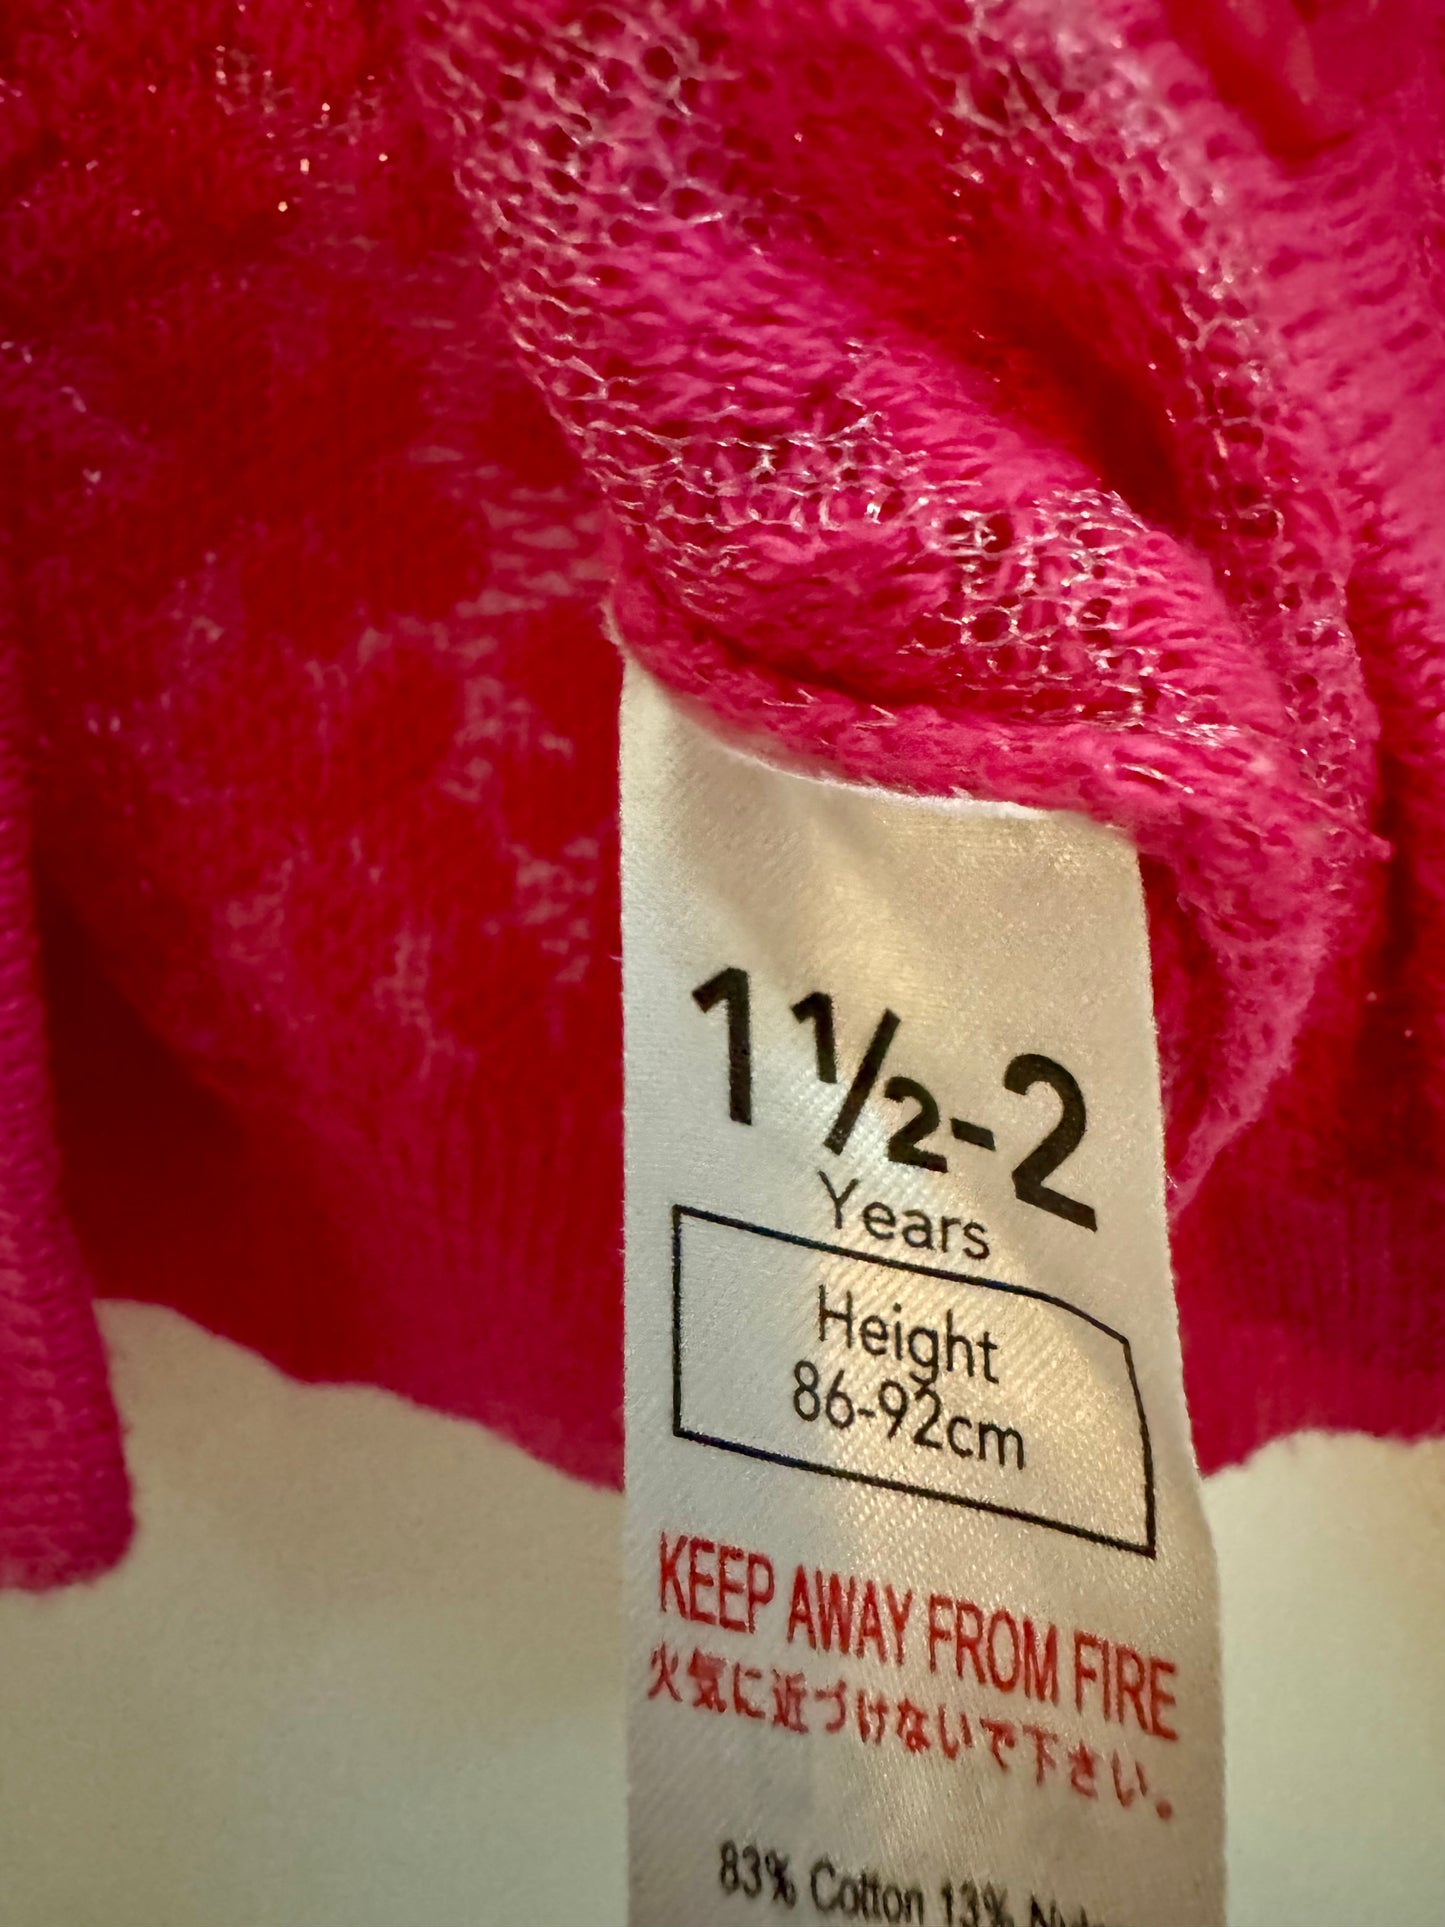 1½-2
Years
Height
86-92cm
KEEP AWAY FROM FIRE
火気に近づけないで下さい。
83% Cotton 13%